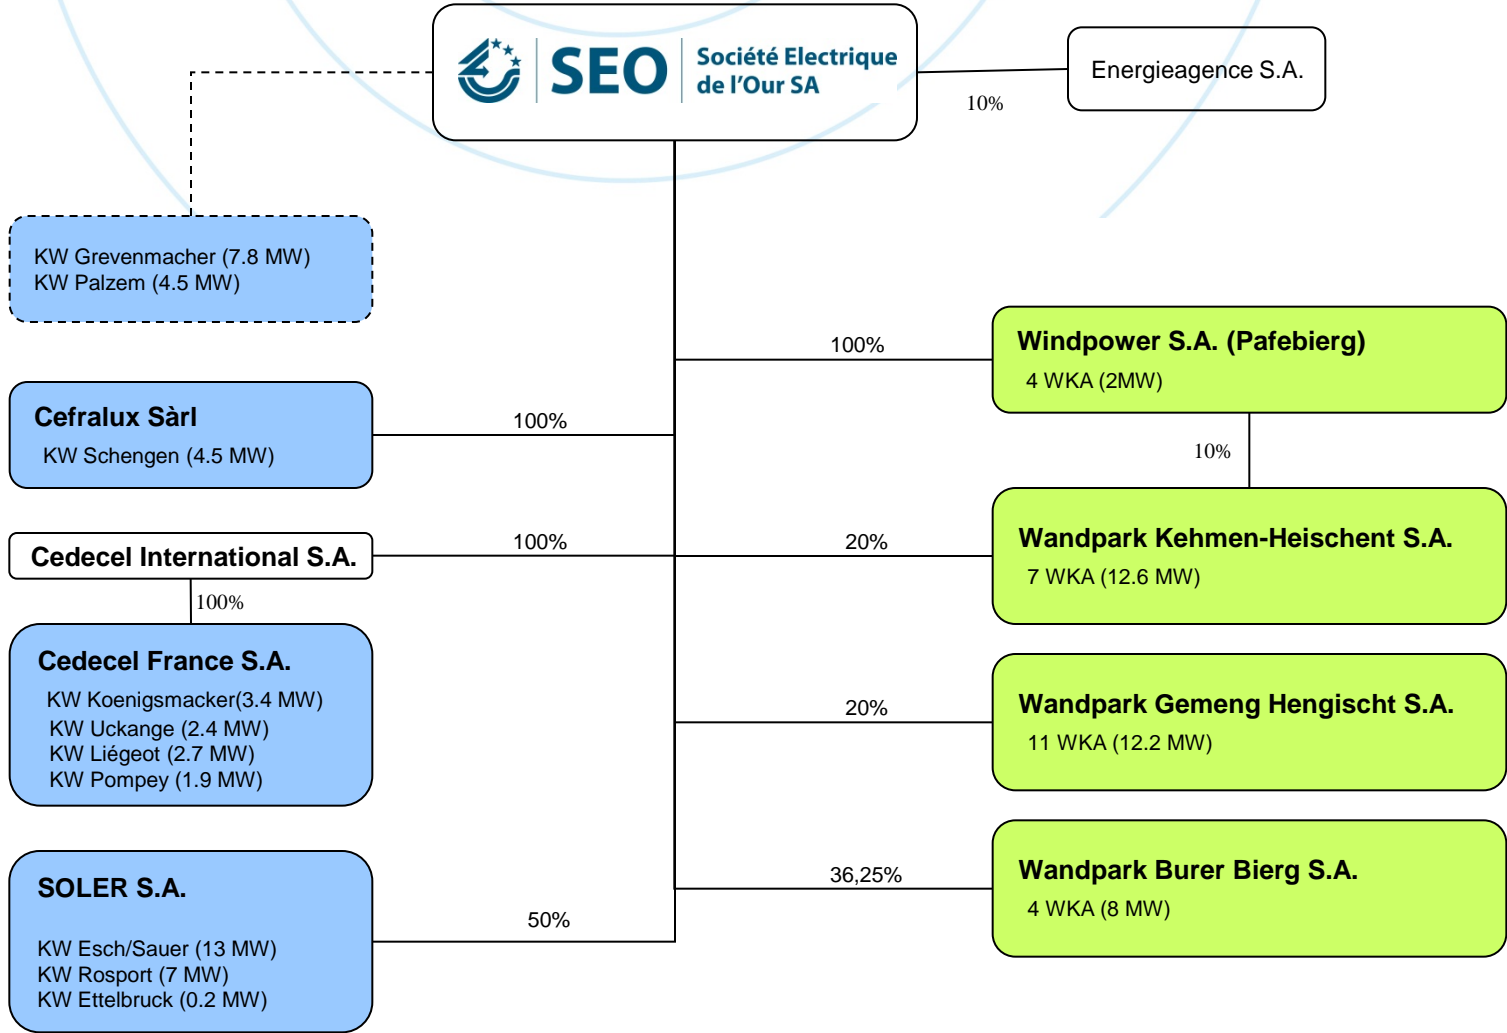 SEO
Société Electrique
de l'Our SA
Energieagence S.A.
10%
KW Grevenmacher (7.8 MW)
KW Palzem (4.5 MW)
100%
Windpower S.A. (Pafebierg)
4 WKA (2MW)
Cefralux Sàrl
KW Schengen (4.5 MW)
100%
10%
Cedecel International S.A.
100%
20%
Wandpark Kehmen-Heischent S.A.
7 WKA (12.6 MW)
100%
Cedecel France S.A.
KW Koenigsmacker(3.4 MW)
KW Uckange (2.4 MW)
KW Liégeot (2.7 MW)
KW Pompey (1.9 MW)
20%
Wandpark Gemeng Hengischt S.A.
11 WKA (12.2 MW)
36,25%
Wandpark Burer Bierg S.A.
4 WKA (8 MW)
SOLER S.A.
50%
KW Esch/Sauer (13 MW)
KW Rosport (7 MW)
KW Ettelbruck (0.2 MW)